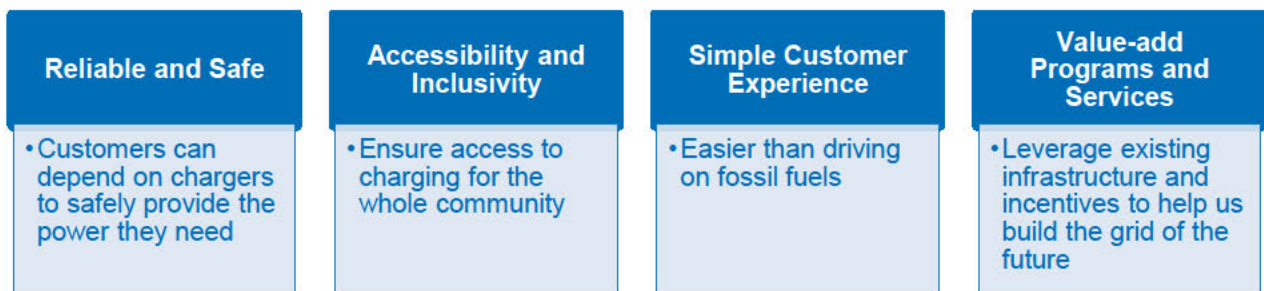 Reliable and Safe
• Customers can
depend on chargers
to safely provide the
power they need
Accessibility and
Inclusivity
• Ensure access to
charging for the
whole community
Simple Customer
Experience
• Easier than driving
on fossil fuels
Value-add
Programs and
Services
• Leverage existing
infrastructure and
incentives to help us
build the grid of the
future